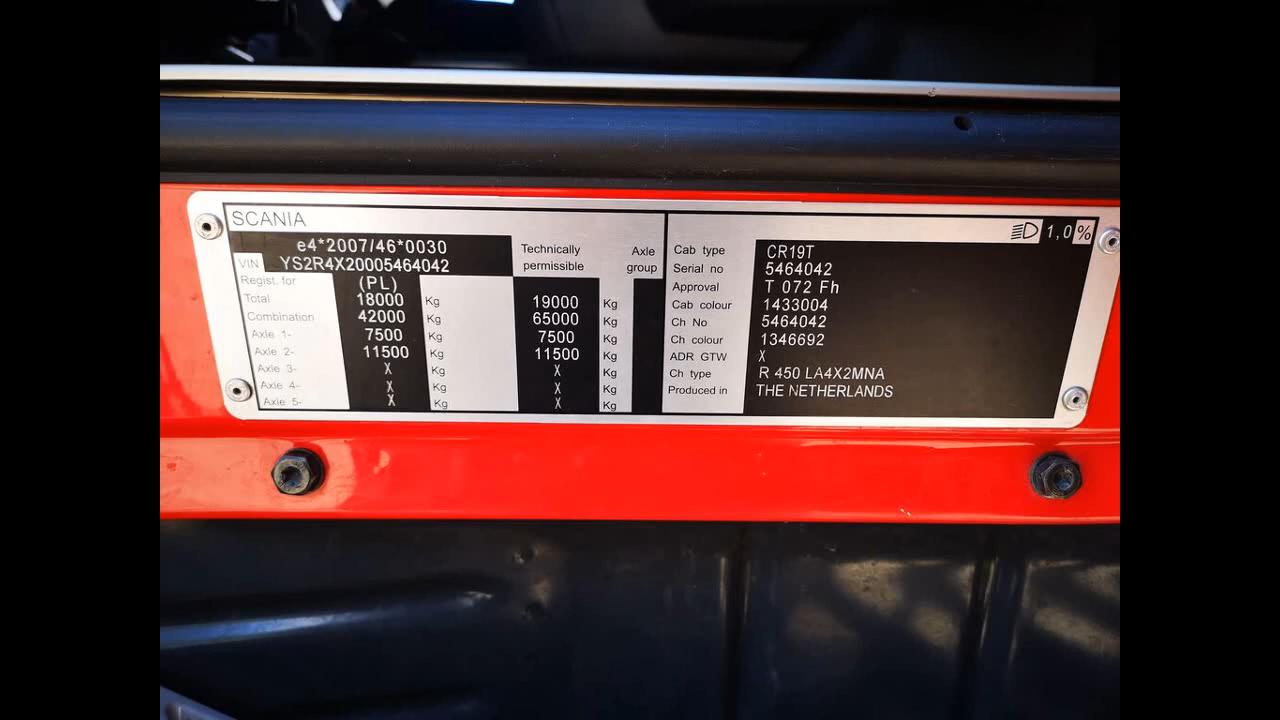 SCANIA
e4*2007/46*0030
VIN YS2R4X20005464042
Technically permissible
Axle group
Regist. for (PL)
Total 18000 Kg 19000 Kg
Combination 42000 Kg 65000 Kg
Axle 1- 7500 Kg 7500 Kg
Axle 2- 11500 Kg 11500 Kg
Axle 3- X Kg X Kg
Axle 4- X Kg X Kg
Axle 5- X Kg X Kg
1,0%
Cab type CR19T
Serial no 5464042
Approval T 072 Fh
Cab colour 1433004
Ch No 5464042
Ch colour 1346692
ADR GTW X
Ch type R 450 LA4X2MNA
Produced in THE NETHERLANDS